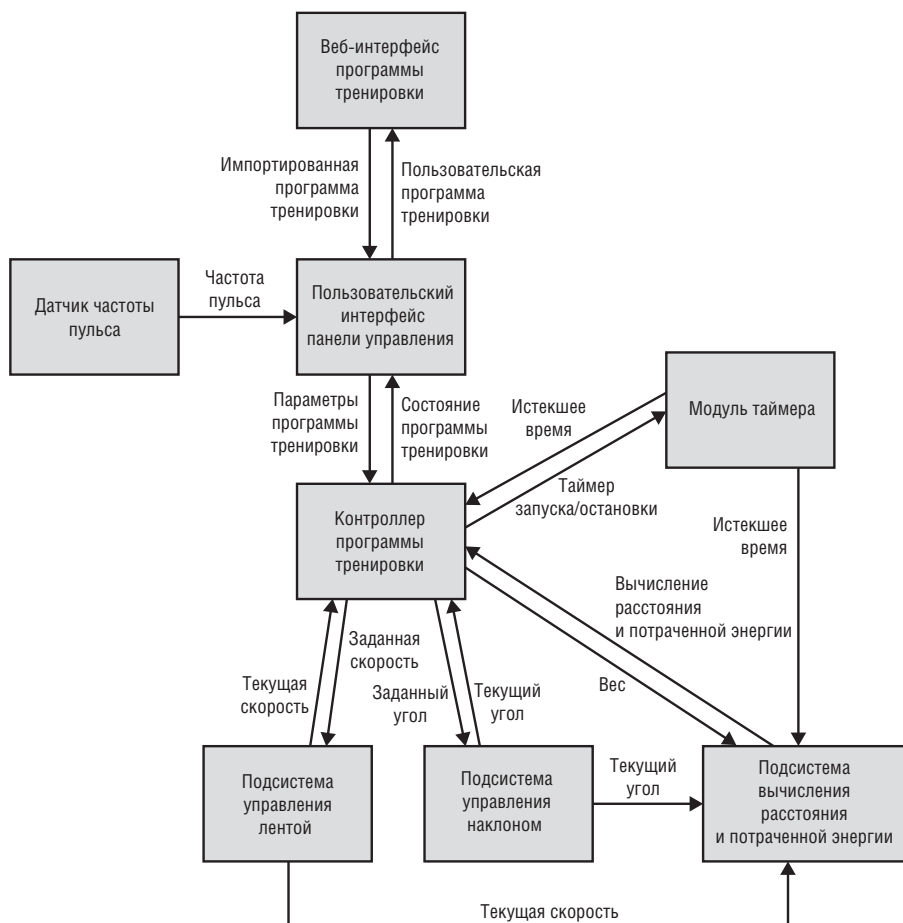 Веб-интерфейс
программы
тренировки
Импортированная
программа
тренировки
Пользовательская
программа
тренировки
Датчик частоты
пульса
Частота
пульса
Пользовательский
интерфейс
панели управления
Параметры
программы
тренировки
Состояние
программы
тренировки
Истекшее
время
Модуль таймера
Таймер
запуска/остановки
Контроллер
программы
тренировки
Истекшее
время
Вычисление
расстояния
и потраченной энергии
Вес
Текущая
скорость
Заданная
скорость
Заданный
угол
Текущий
угол
Подсистема
управления
лентой
Подсистема
управления
наклоном
Текущий
угол
Подсистема
вычисления
расстояния
и потраченной энергии
Текущая скорость